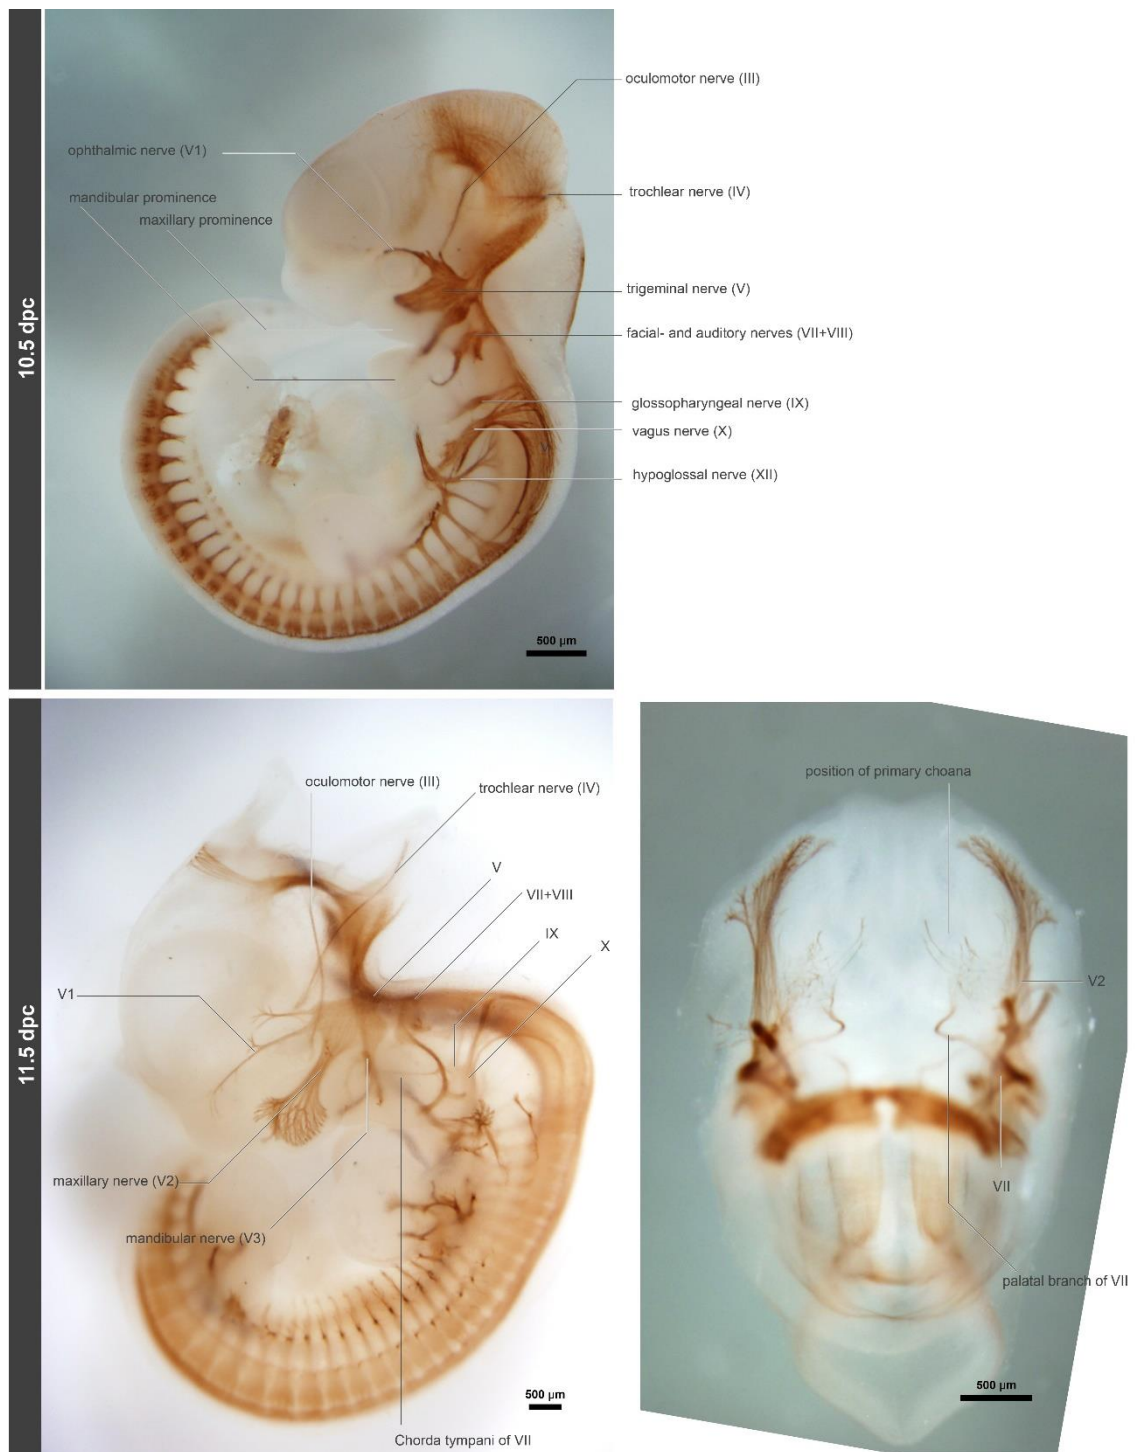 10.5 dpc
oculomotor nerve (III)
ophthalmic nerve (V1)
trochlear nerve (IV)
mandibular prominence
maxillary prominence
trigeminal nerve (V)
facial- and auditory nerves (VII+VIII)
glossopharyngeal nerve (IX)
vagus nerve (X)
hypoglossal nerve (XII)
500 µm
11.5 dpc
oculomotor nerve (III)
trochlear nerve (IV)
V
VII+VIII
IX
X
V1
maxillary nerve (V2)
mandibular nerve (V3)
500 µm
Chorda tympani of VII
position of primary choana
V2
VII
palatal branch of VII
500 µm